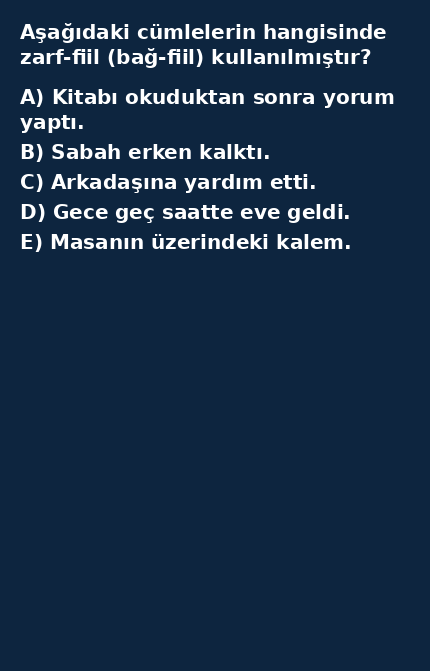 Aşağıdaki cümlelerin hangisinde
zarf-fiil (bağ-fiil) kullanılmıştır?
A) Kitabı okuduktan sonra yorum
yaptı.
B) Sabah erken kalktı.
C) Arkadaşına yardım etti.
D) Gece geç saatte eve geldi.
E) Masanın üzerindeki kalem.